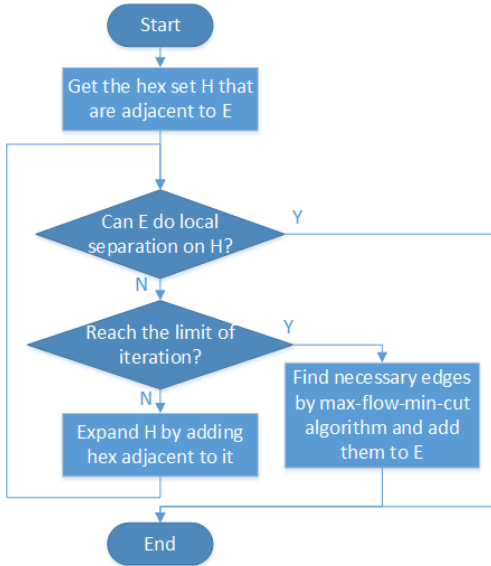 Start
Get the hex set H that
are adjacent to E
Can E do local
separation on H?
Y
N
Reach the limit of
iteration?
Y
N
Find necessary edges
by max-flow-min-cut
algorithm and add
them to E
Expand H by adding
hex adjacent to it
End